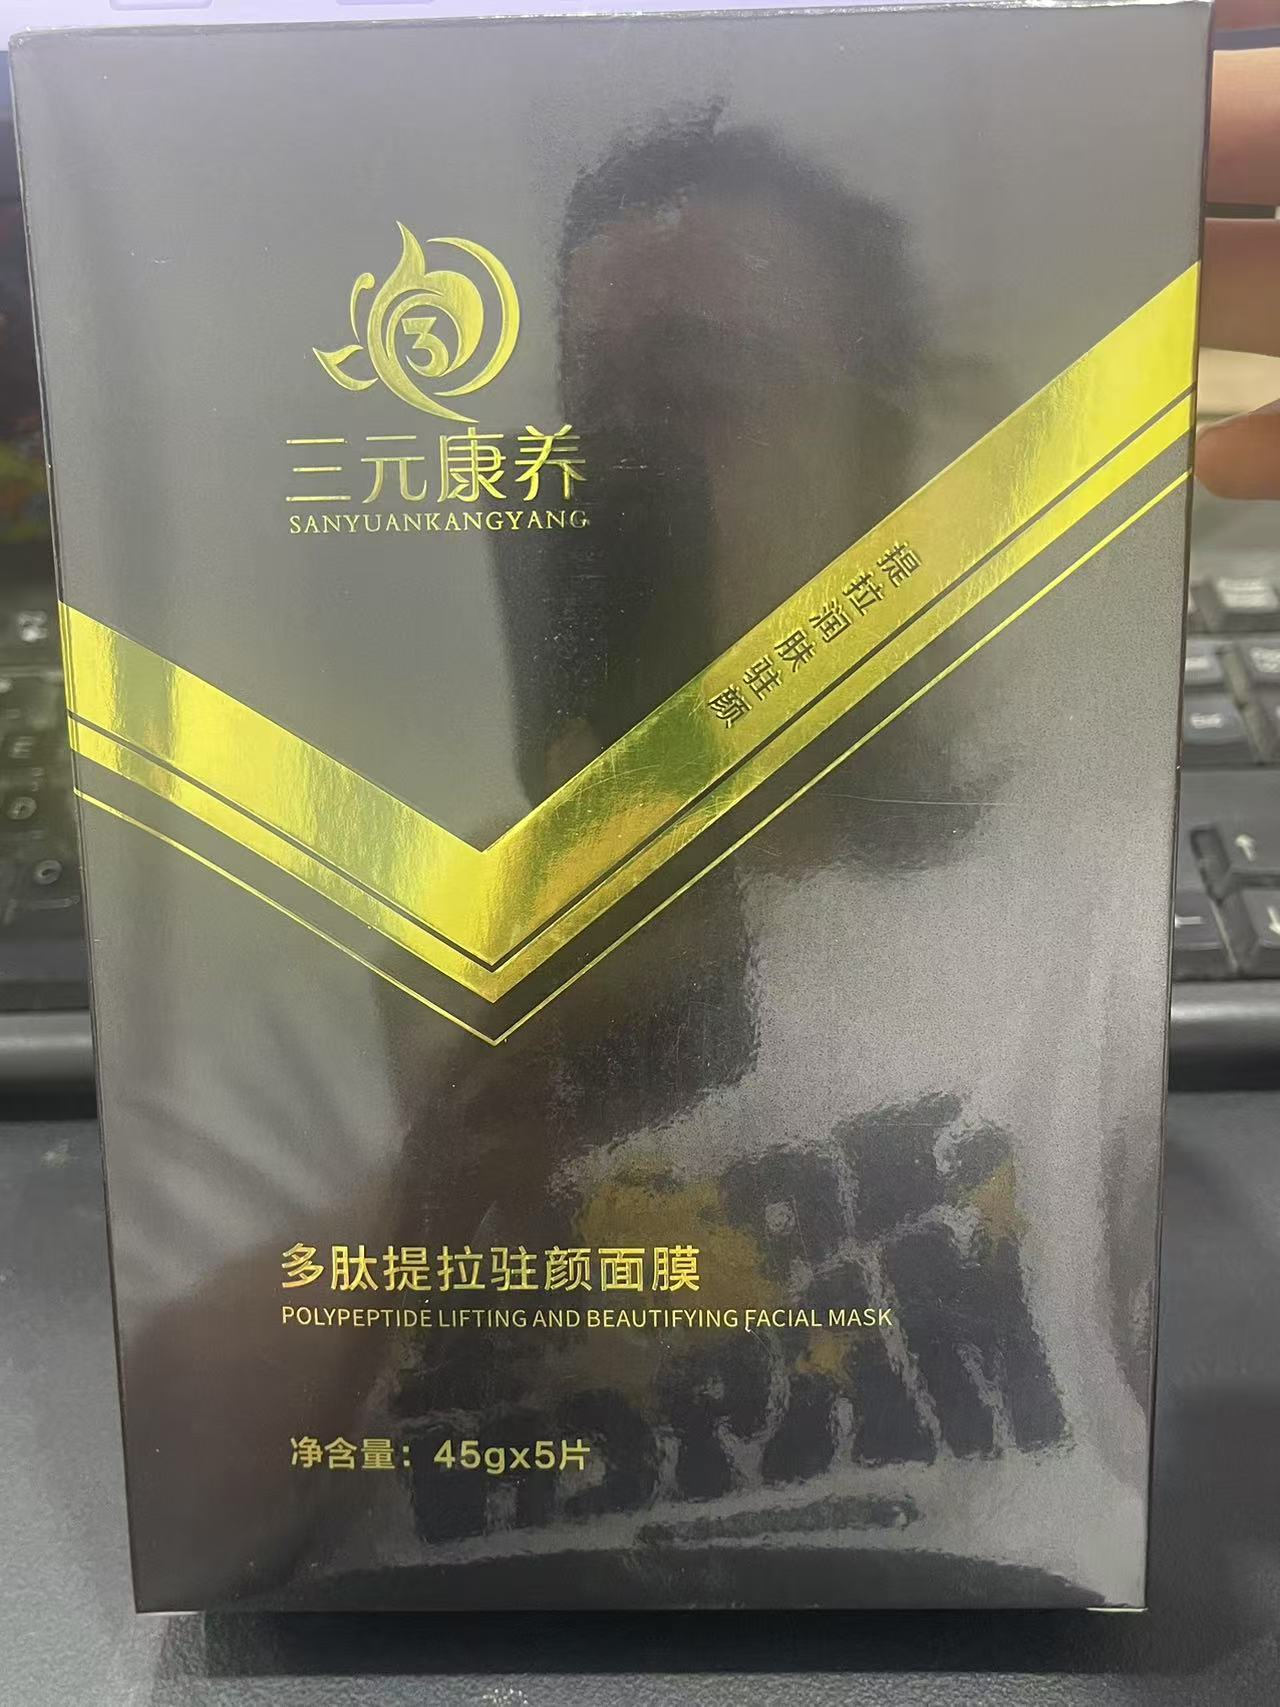 3
三元康养
SANYUANKANGYANG
提拉润肤驻颜
多肽提拉驻颜面膜
POLYPEPTIDE LIFTING AND BEAUTIFYING FACIAL MASK
净含量：45gx5片